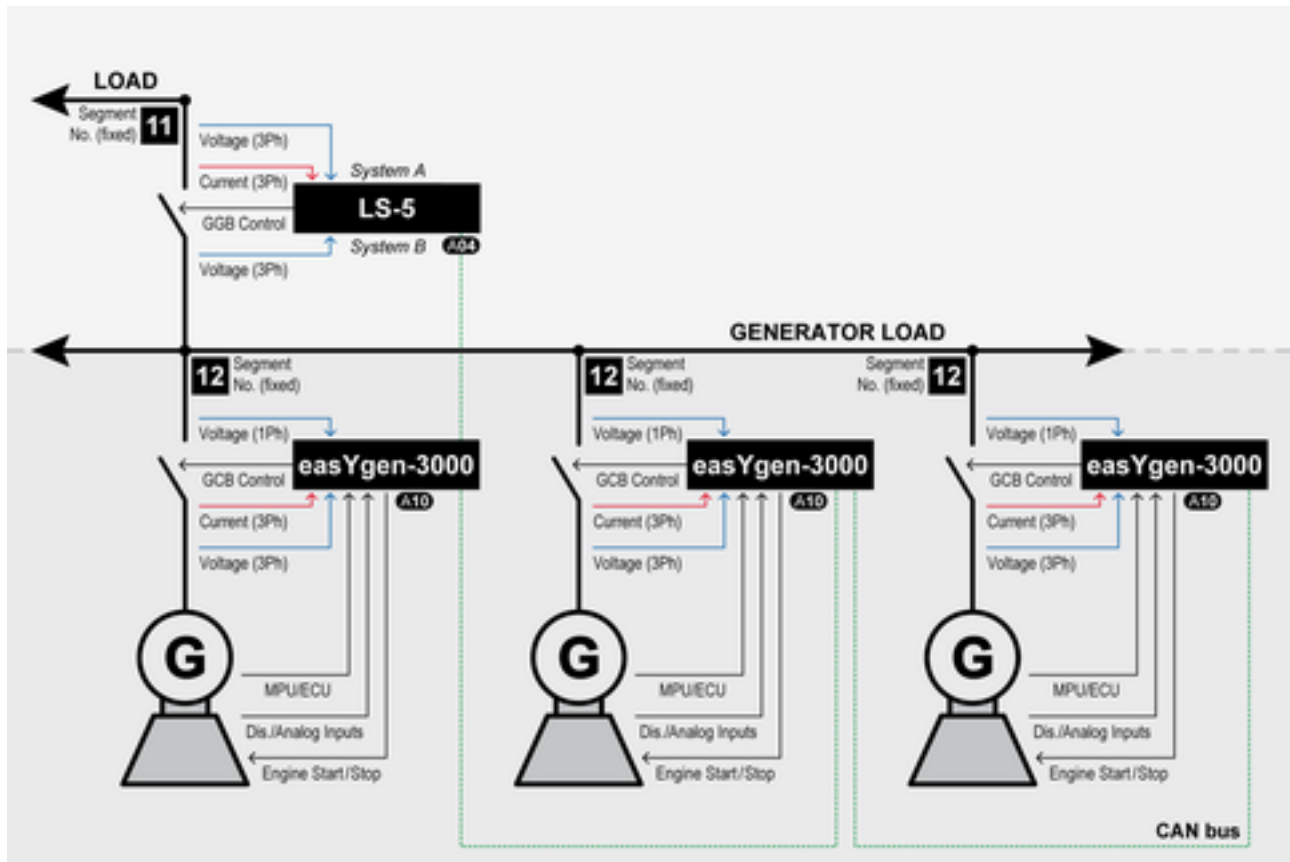 LOAD
Segment
No. (fixed)
11
Voltage (3Ph)
Current (3Ph)
System A
LS-5
GGB Control
System B
A04
Voltage (3Ph)
GENERATOR LOAD
12
Segment
No. (fixed)
12
Segment
No. (fixed)
Segment
No. (fixed)
12
Voltage (1Ph)
easYgen-3000
GCB Control
A10
Current (3Ph)
Voltage (3Ph)
Voltage (1Ph)
easYgen-3000
GCB Control
A10
Current (3Ph)
Voltage (3Ph)
Voltage (1Ph)
easYgen-3000
GCB Control
A10
Current (3Ph)
Voltage (3Ph)
G
MPU/ECU
Dis./Analog Inputs
Engine Start/Stop
G
MPU/ECU
Dis./Analog Inputs
Engine Start/Stop
G
MPU/ECU
Dis./Analog Inputs
Engine Start/Stop
CAN bus